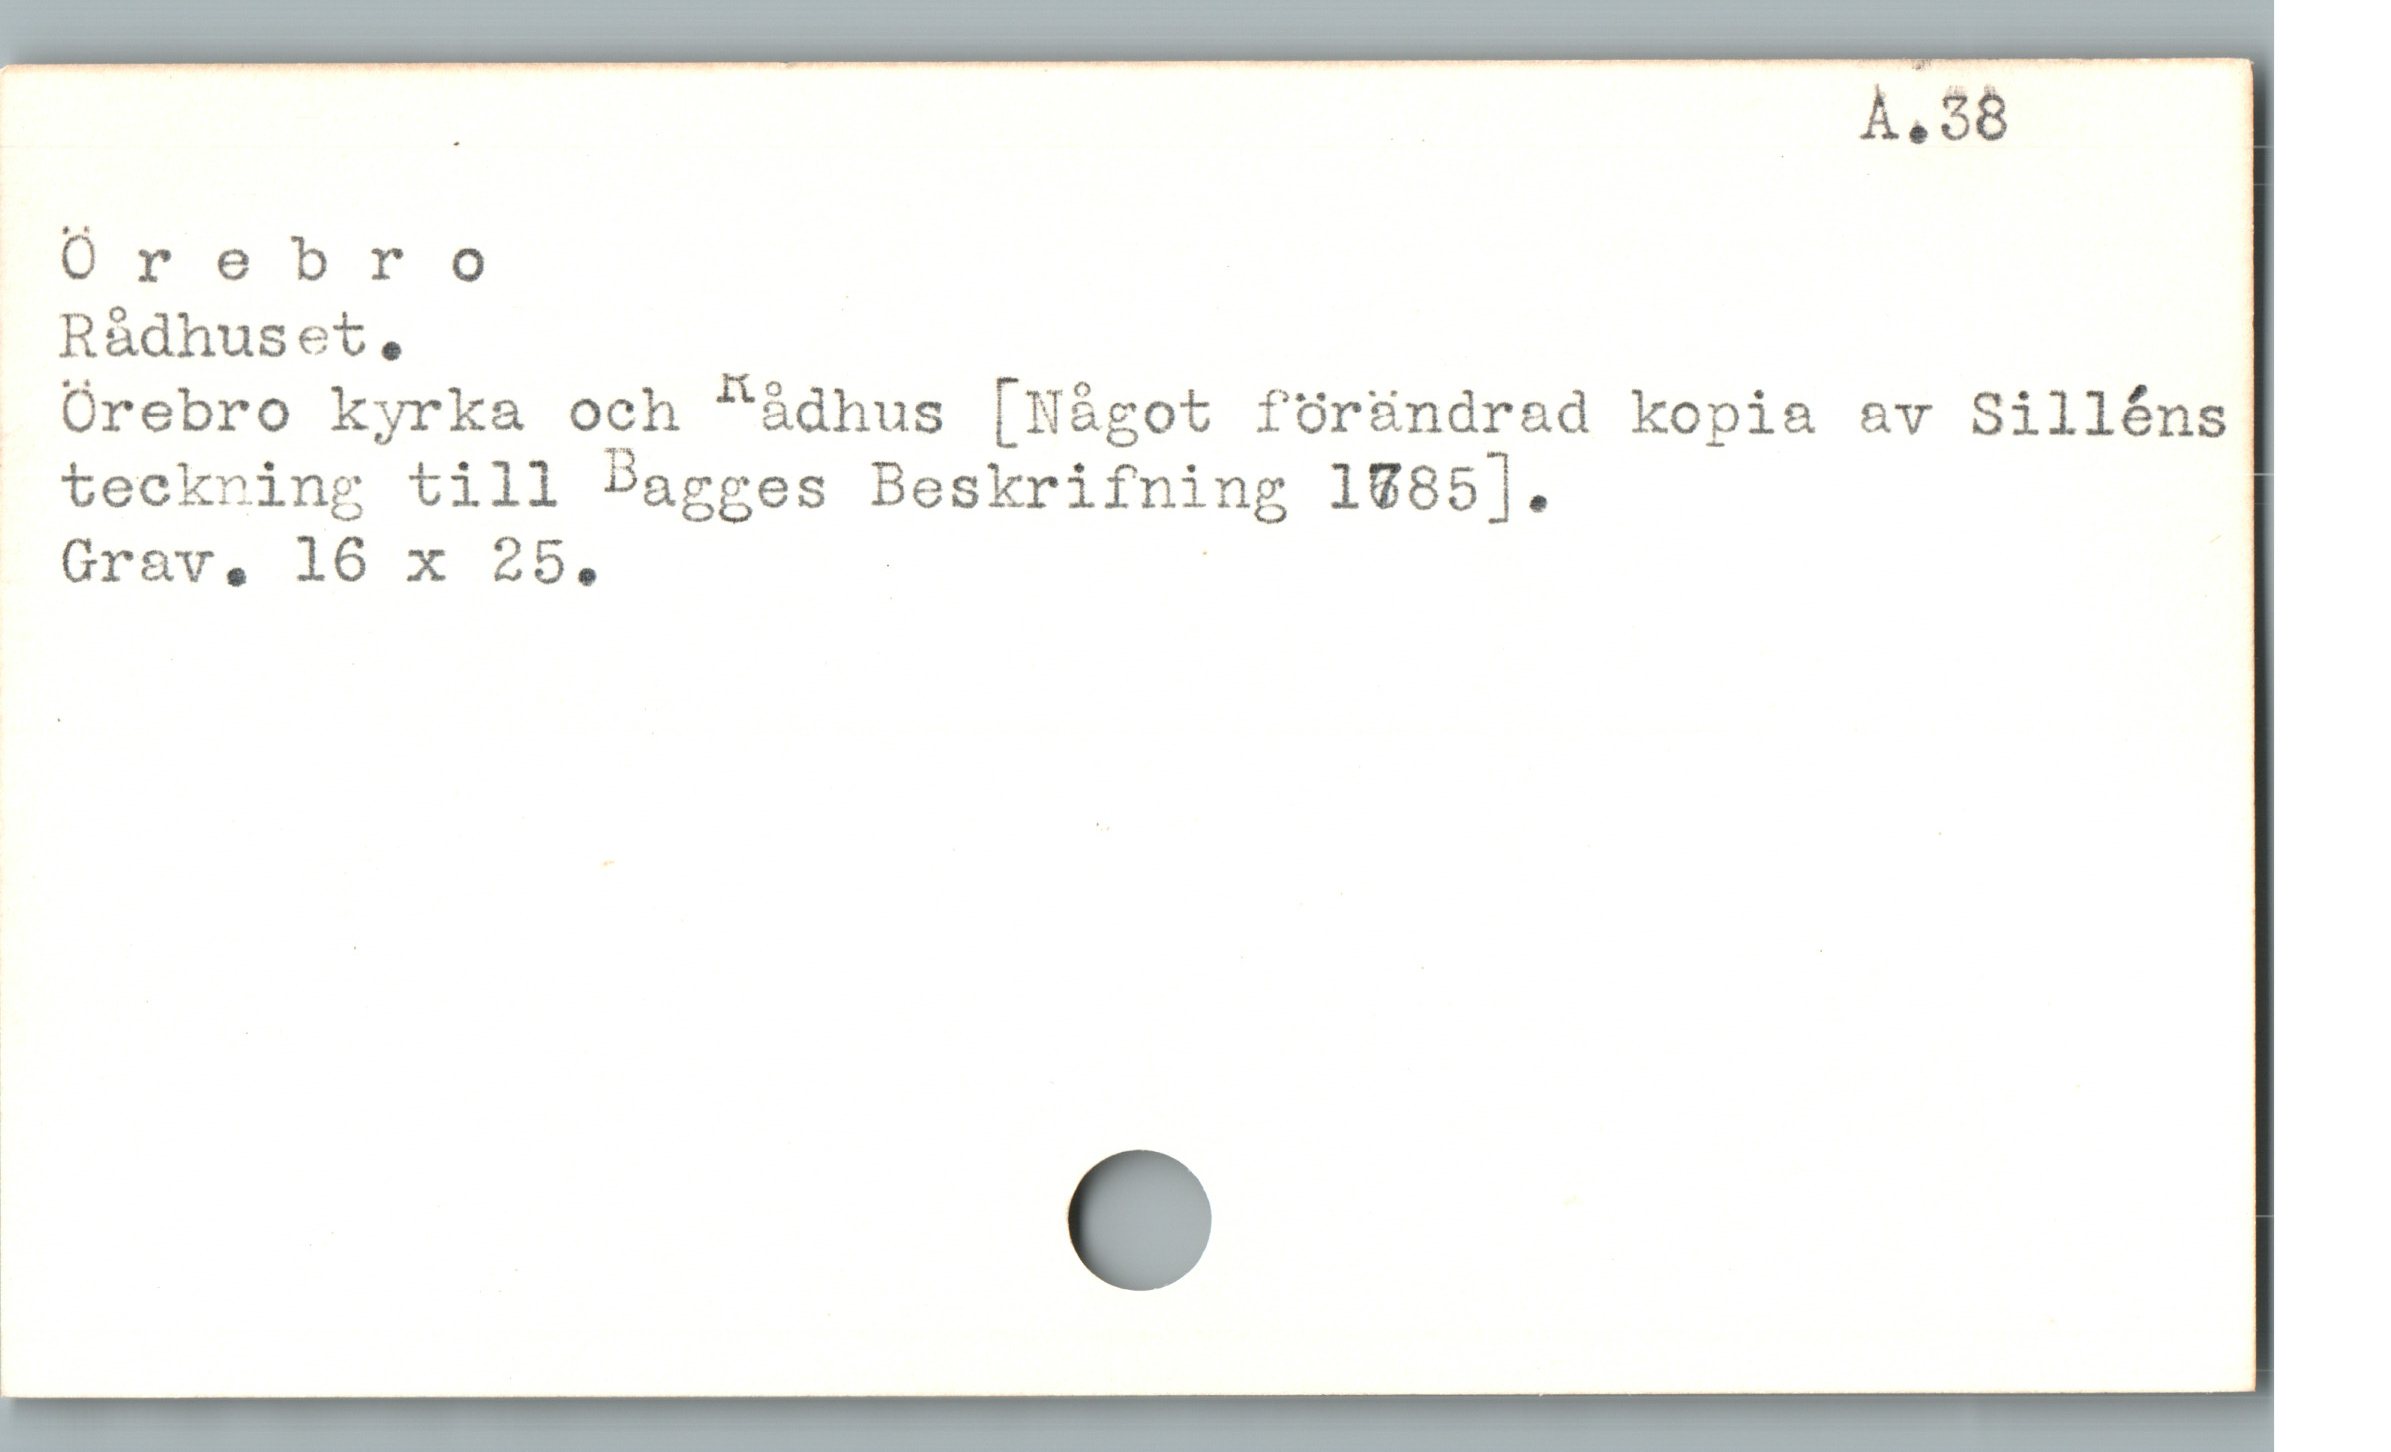 A.38
Ö r e b r o
Rådhuset.
Örebro kyrka och Rådhus [Något förändrad kopia av Silléns
teckning till Bagges Beskrifning 1785].
Grav. 16 x 25.